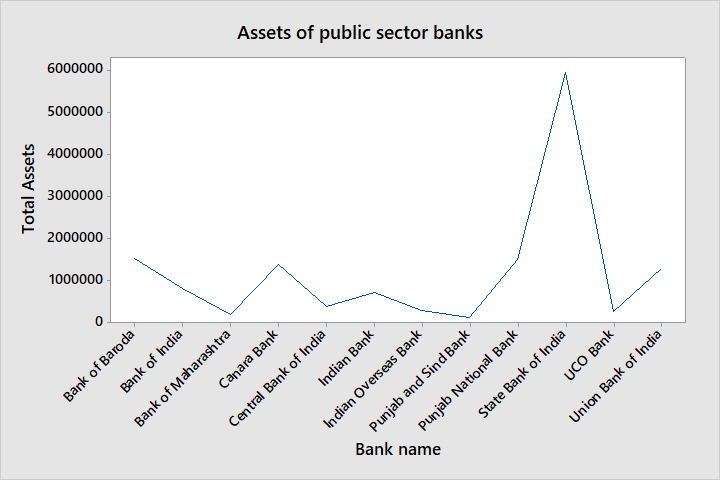 Assets of public sector banks
Total Assets
6000000
5000000
4000000
3000000
2000000
1000000
0
Bank of Baroda
Bank of India
Bank of Maharashtra
Canara Bank
Central Bank of India
Indian Bank
Indian Overseas Bank
Punjab and Sind Bank
Punjab National Bank
State Bank of India
UCO Bank
Union Bank of India
Bank name